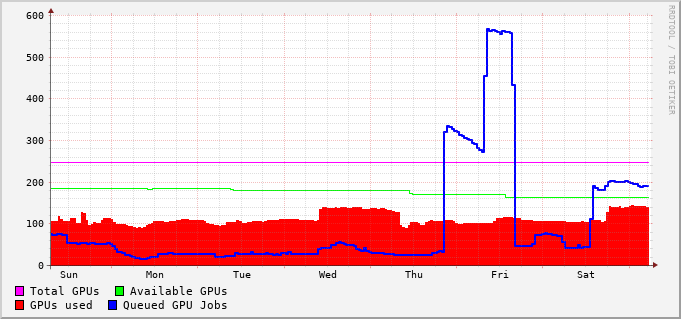 600
500
400
300
200
100
0
Sun Mon Tue Wed Thu Fri Sat
Total GPUs Available GPUs
GPUs used Queued GPU Jobs
RRDTOOL / TOBI OETIKER